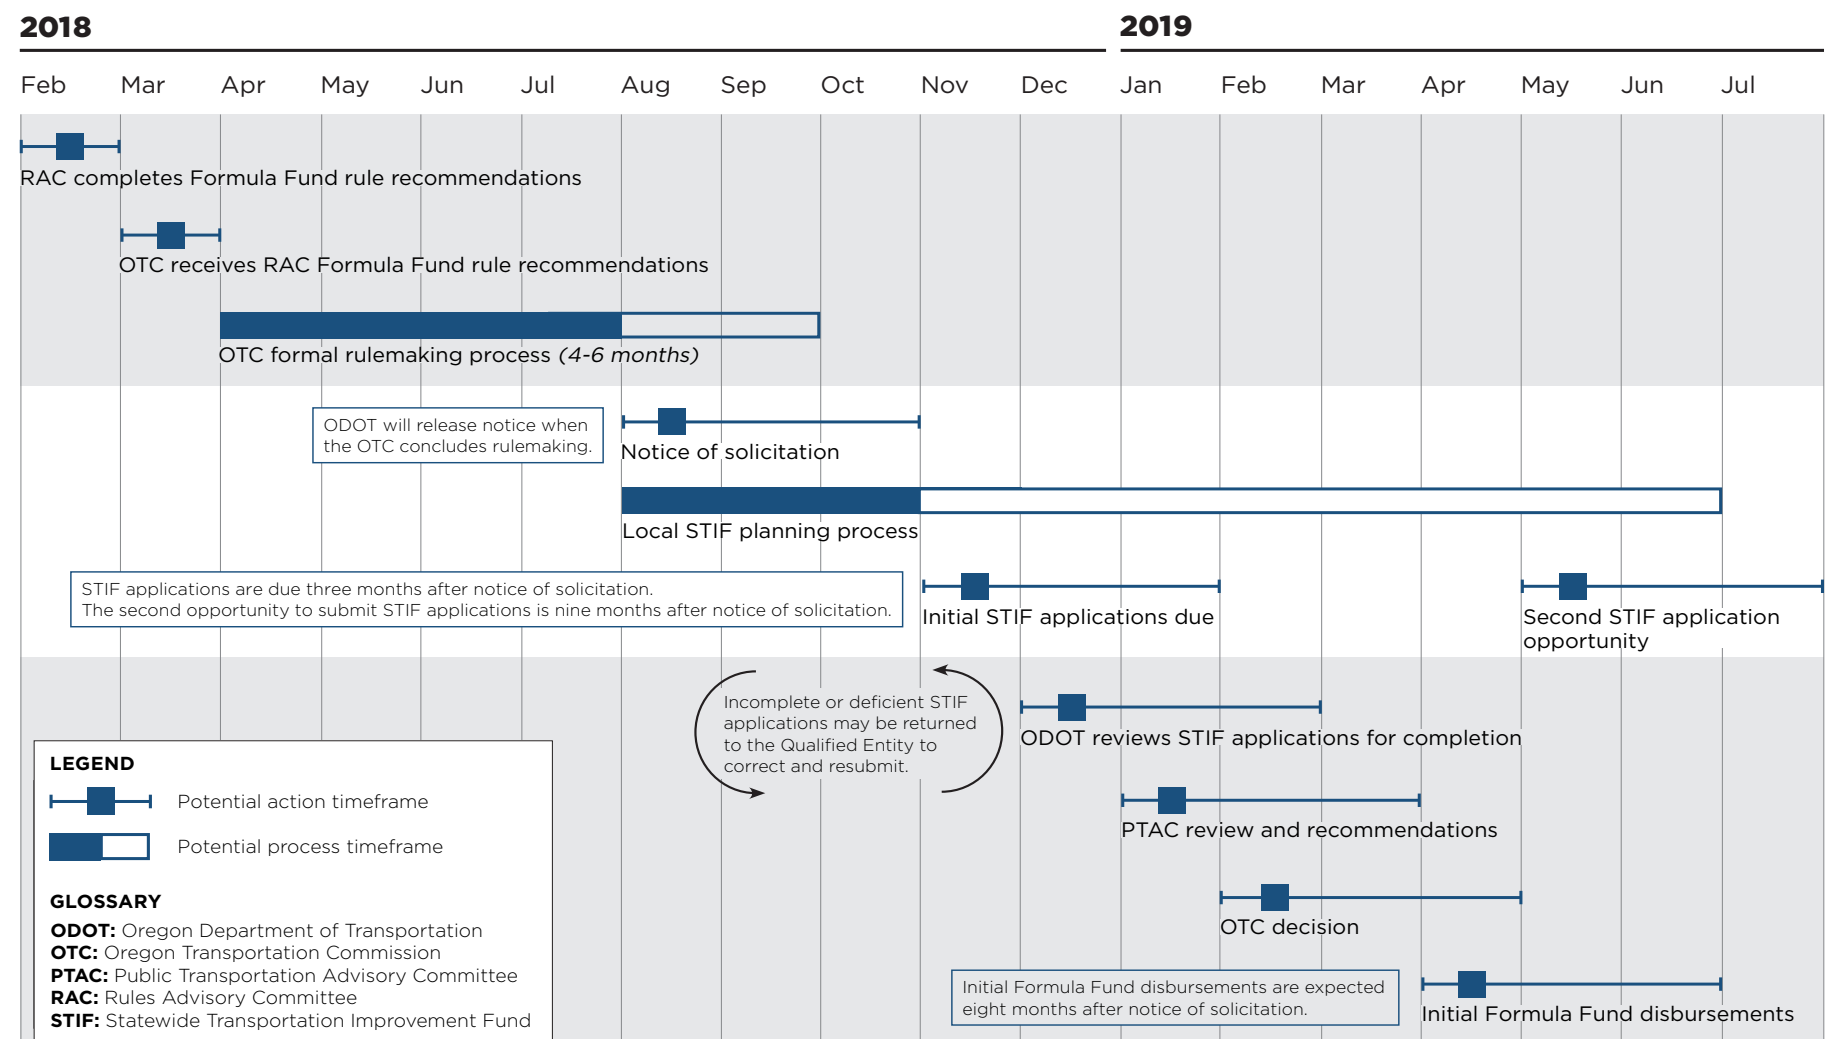 2018
2019
Feb Mar Apr May Jun Jul Aug Sep Oct Nov Dec Jan Feb Mar Apr May Jun Jul
RAC completes Formula Fund rule recommendations
OTC receives RAC Formula Fund rule recommendations
OTC formal rulemaking process (4-6 months)
ODOT will release notice when
the OTC concludes rulemaking.
Notice of solicitation
Local STIF planning process
STIF applications are due three months after notice of solicitation.
The second opportunity to submit STIF applications is nine months after notice of solicitation.
Initial STIF applications due
Second STIF application
opportunity
Incomplete or deficient STIF
applications may be returned
to the Qualified Entity to
correct and resubmit.
ODOT reviews STIF applications for completion
PTAC review and recommendations
OTC decision
Initial Formula Fund disbursements are expected
eight months after notice of solicitation.
Initial Formula Fund disbursements
LEGEND
Potential action timeframe
Potential process timeframe
GLOSSARY
ODOT: Oregon Department of Transportation
OTC: Oregon Transportation Commission
PTAC: Public Transportation Advisory Committee
RAC: Rules Advisory Committee
STIF: Statewide Transportation Improvement Fund